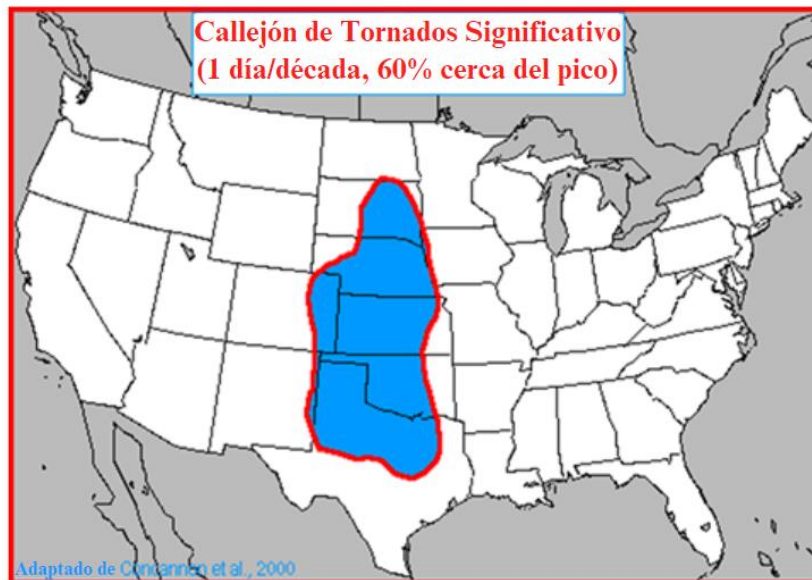 Callejón de Tornados Significativo
(1 día/década, 60% cerca del pico)
Adaptado de Concannon et al., 2000